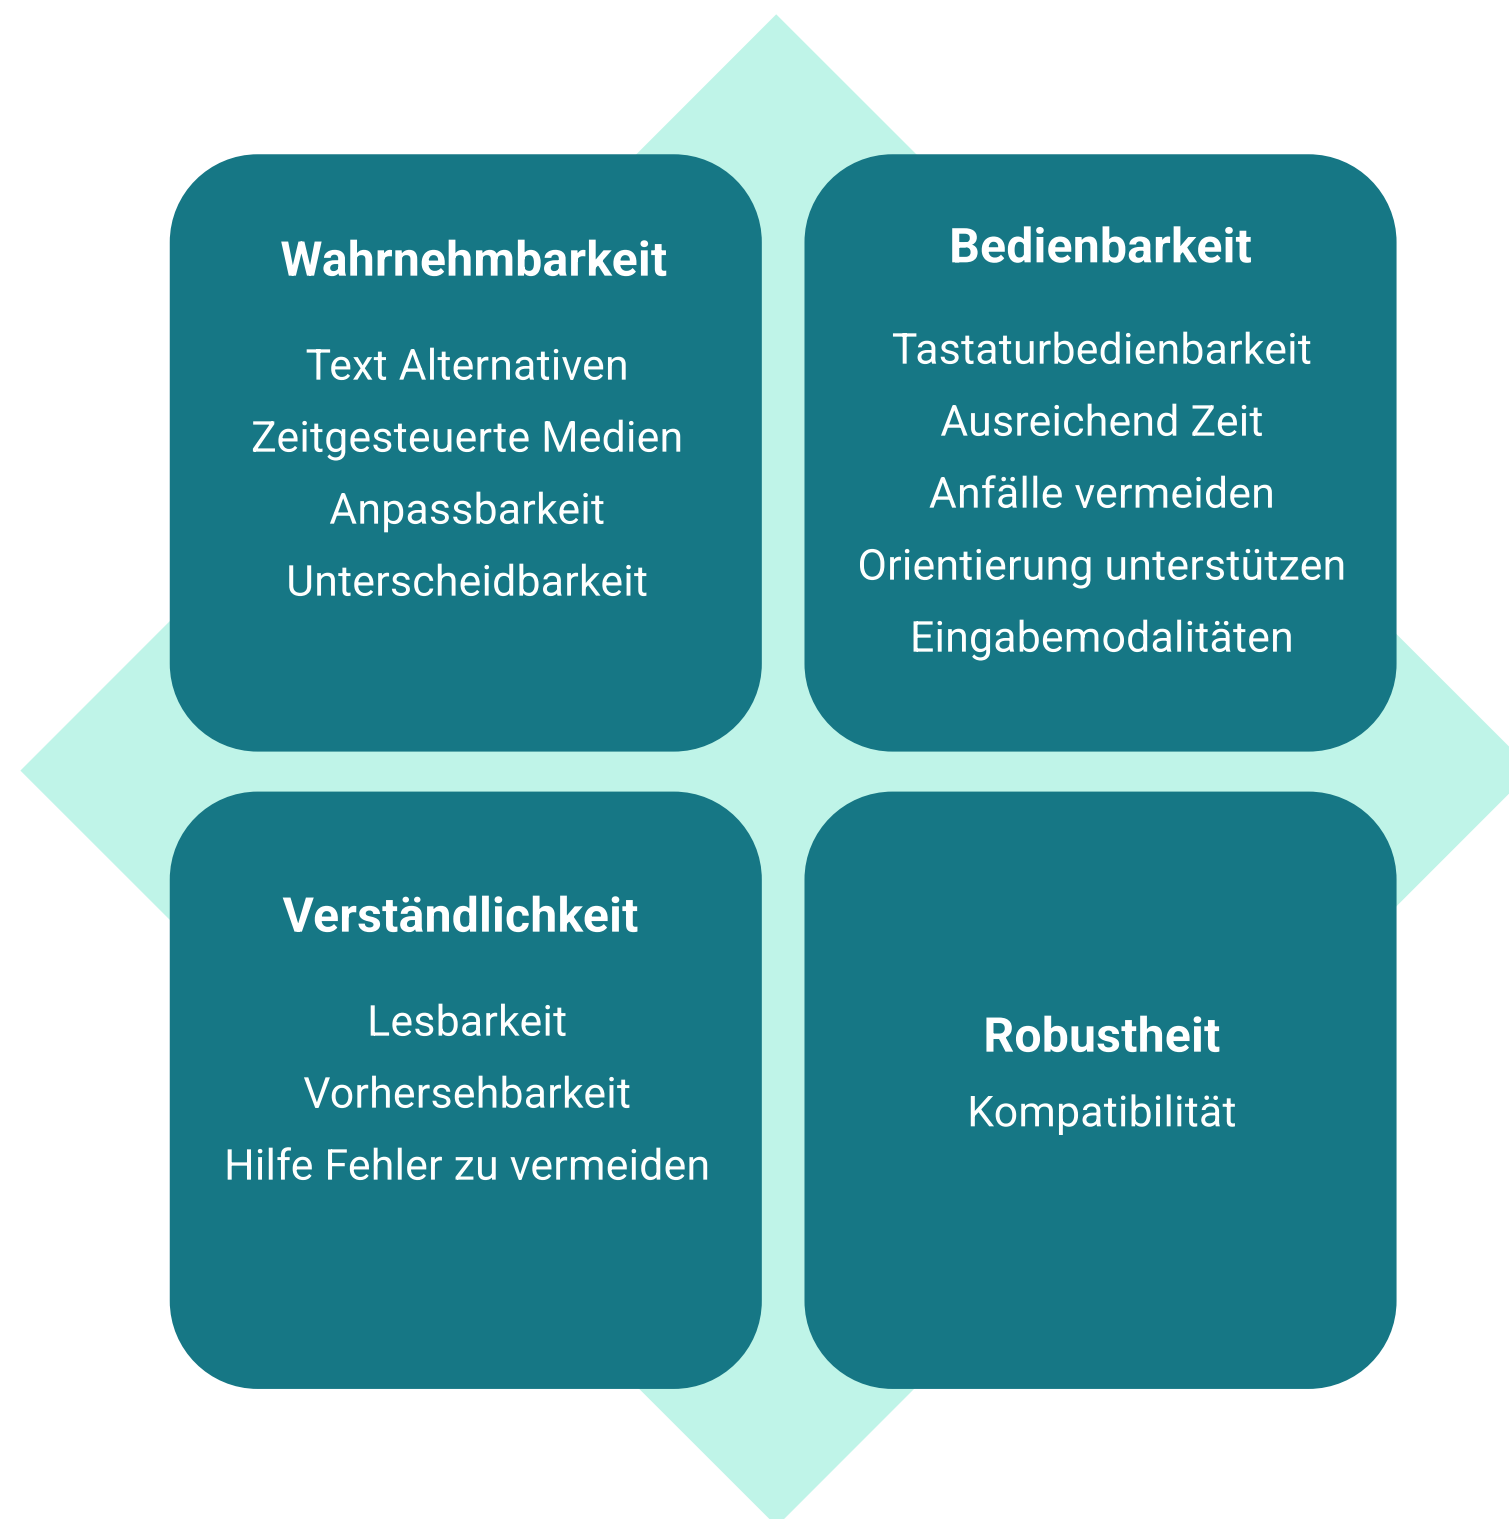 Wahrnehmbarkeit
Text Alternativen
Zeitgesteuerte Medien
Anpassbarkeit
Unterscheidbarkeit
Bedienbarkeit
Tastaturbedienbarkeit
Ausreichend Zeit
Anfälle vermeiden
Orientierung unterstützen
Eingabemodalitäten
Verständlichkeit
Lesbarkeit
Vorhersehbarkeit
Hilfe Fehler zu vermeiden
Robustheit
Kompatibilität